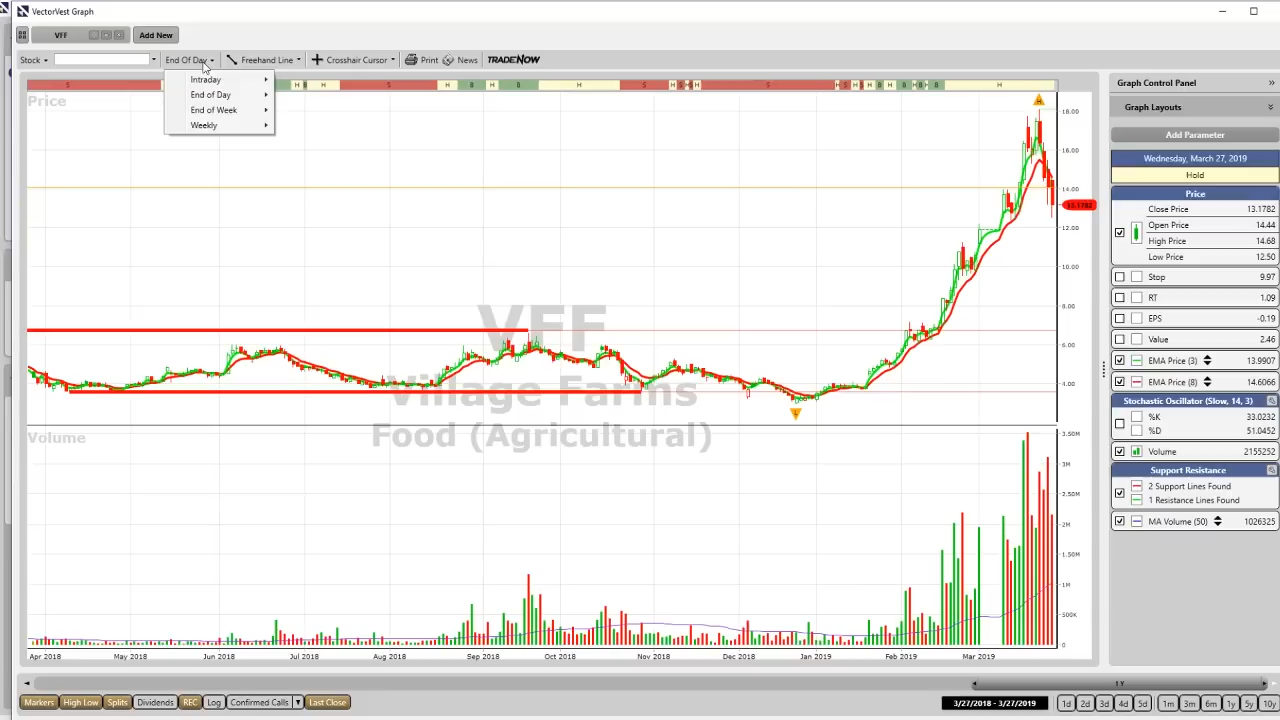 VectorVest Graph
VFF
Add New
Stock
End Of Day
Freehand Line
Crosshair Cursor
Print
News
TRADENOW
Intraday
End of Day
End of Week
Weekly
S H B H S H B H B H S H S H S H S H B H B H B H
Price
VFF
Village Farms
Food (Agricultural)
18.00
16.00
14.00
13.1782
12.00
10.00
8.00
6.00
4.00
H
L
Volume
3.50M
3M
2.50M
2M
1.50M
1M
500K
0
Apr 2018 May 2018 Jun 2018 Jul 2018 Aug 2018 Sep 2018 Oct 2018 Nov 2018 Dec 2018 Jan 2019 Feb 2019 Mar 2019
1 Y
Markers High Low Splits Dividends REC Log Confirmed Calls Last Close
3/27/2018 - 3/27/2019
1d 2d 3d 4d 5d 1m 3m 6m 1y 5y 10y
Graph Control Panel
Graph Layouts
Add Parameter
Wednesday, March 27, 2019
Hold
Price
Close Price 13.1782
Open Price 14.44
High Price 14.68
Low Price 12.50
Stop 9.97
RT 1.09
EPS -0.19
Value 2.46
EMA Price (3) 13.9907
EMA Price (8) 14.6066
Stochastic Oscillator (Slow, 14, 3)
%K 33.0232
%D 51.0452
Volume 2155252
Support Resistance
2 Support Lines Found
1 Resistance Lines Found
MA Volume (50) 1026325